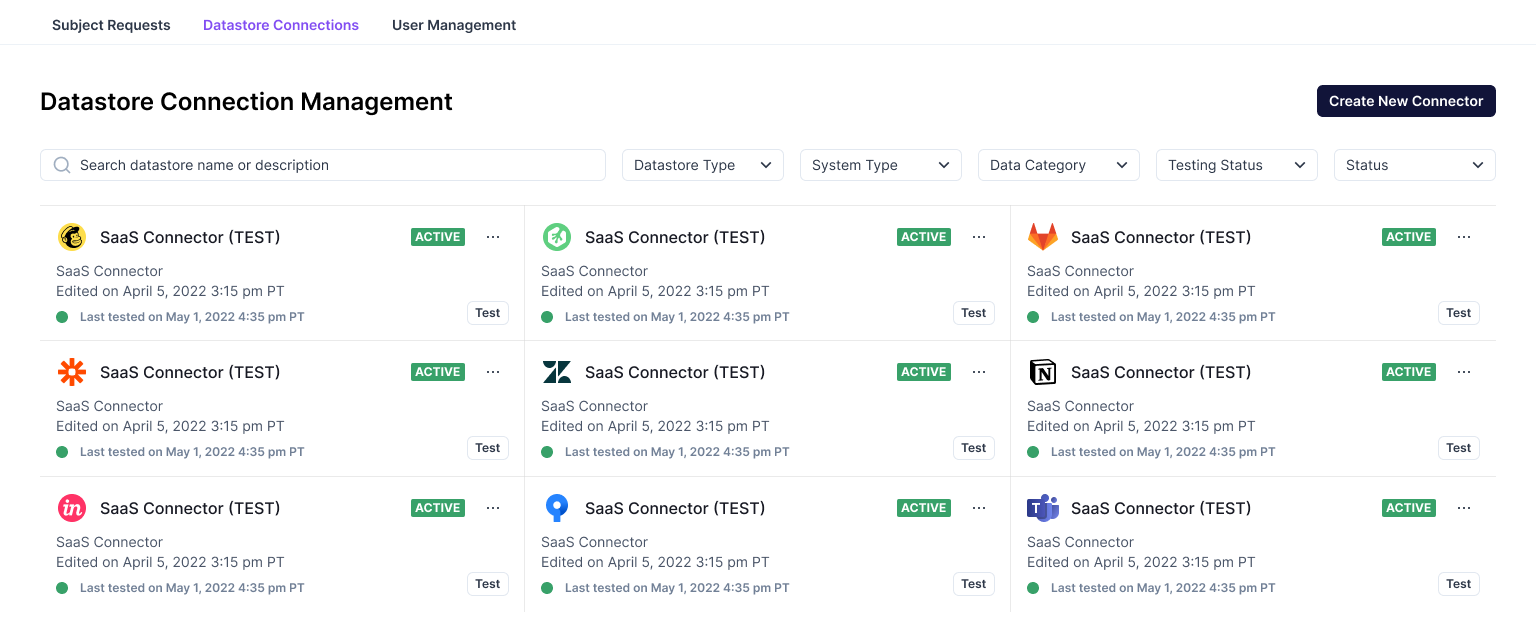 Subject Requests Datastore Connections User Management
Datastore Connection Management
Create New Connector
Search datastore name or description
Datastore Type System Type Data Category Testing Status Status
SaaS Connector (TEST) ACTIVE ...
SaaS Connector
Edited on April 5, 2022 3:15 pm PT
Last tested on May 1, 2022 4:35 pm PT
Test
SaaS Connector (TEST) ACTIVE ...
SaaS Connector
Edited on April 5, 2022 3:15 pm PT
Last tested on May 1, 2022 4:35 pm PT
Test
SaaS Connector (TEST) ACTIVE ...
SaaS Connector
Edited on April 5, 2022 3:15 pm PT
Last tested on May 1, 2022 4:35 pm PT
Test
SaaS Connector (TEST) ACTIVE ...
SaaS Connector
Edited on April 5, 2022 3:15 pm PT
Last tested on May 1, 2022 4:35 pm PT
Test
SaaS Connector (TEST) ACTIVE ...
SaaS Connector
Edited on April 5, 2022 3:15 pm PT
Last tested on May 1, 2022 4:35 pm PT
Test
N SaaS Connector (TEST) ACTIVE ...
SaaS Connector
Edited on April 5, 2022 3:15 pm PT
Last tested on May 1, 2022 4:35 pm PT
Test
in SaaS Connector (TEST) ACTIVE ...
SaaS Connector
Edited on April 5, 2022 3:15 pm PT
Last tested on May 1, 2022 4:35 pm PT
Test
SaaS Connector (TEST) ACTIVE ...
SaaS Connector
Edited on April 5, 2022 3:15 pm PT
Last tested on May 1, 2022 4:35 pm PT
Test
T SaaS Connector (TEST) ACTIVE ...
SaaS Connector
Edited on April 5, 2022 3:15 pm PT
Last tested on May 1, 2022 4:35 pm PT
Test